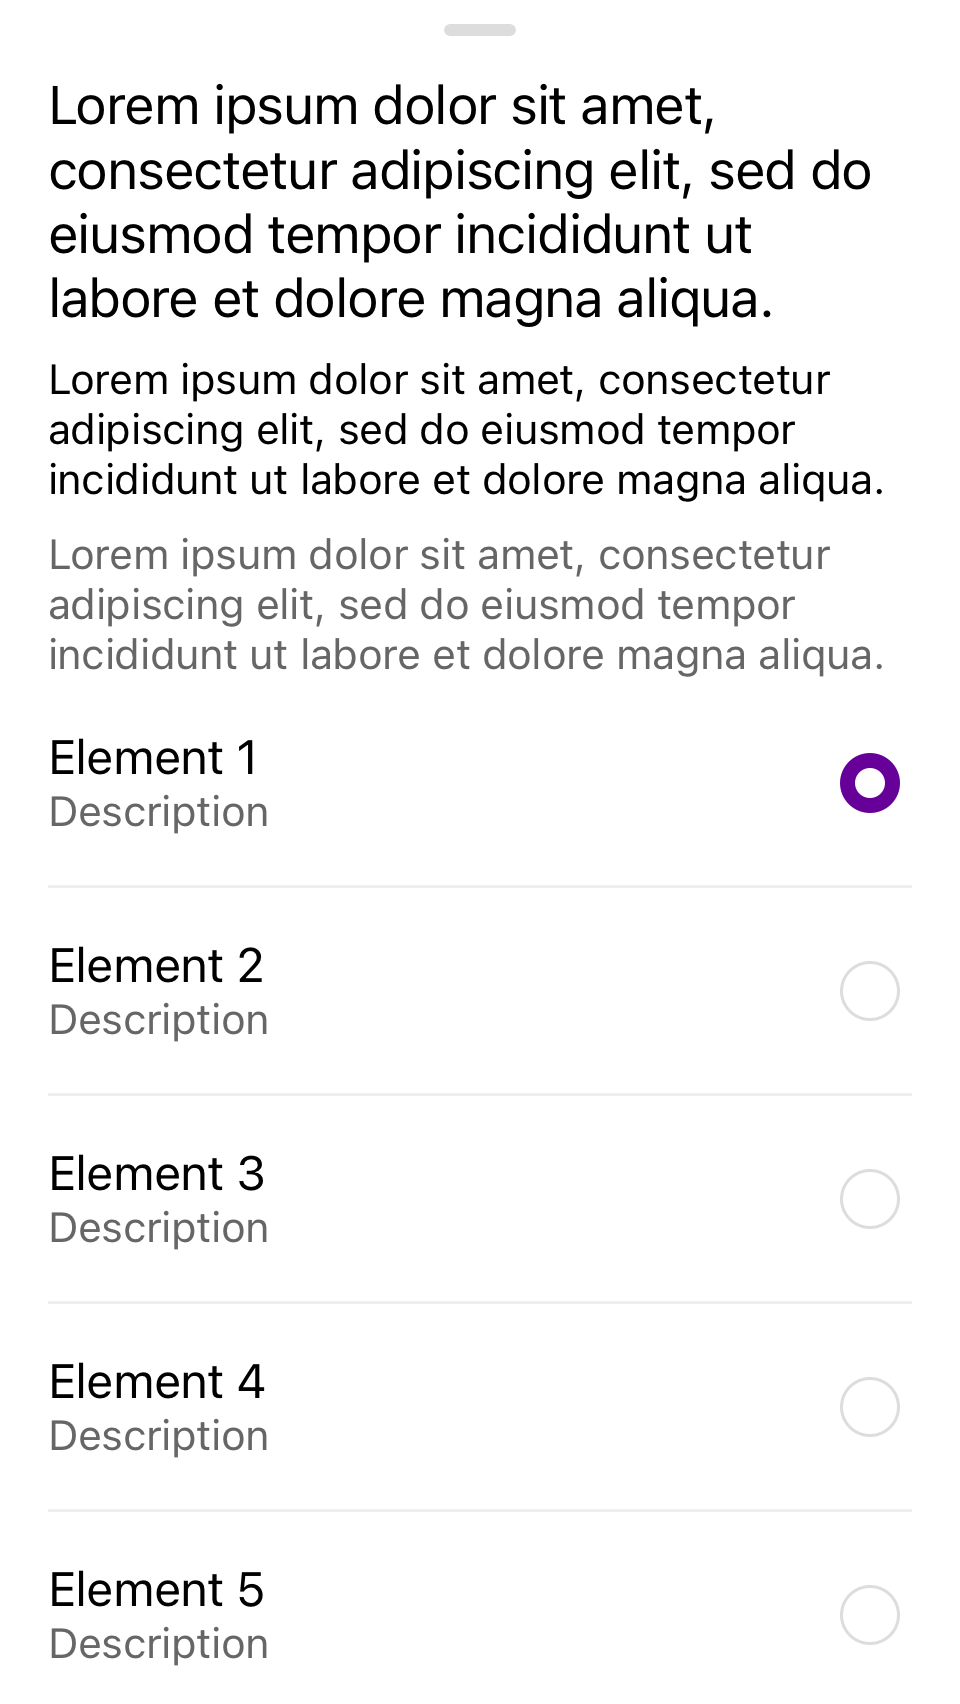 Lorem ipsum dolor sit amet,
consectetur adipiscing elit, sed do
eiusmod tempor incididunt ut
labore et dolore magna aliqua.
Lorem ipsum dolor sit amet, consectetur
adipiscing elit, sed do eiusmod tempor
incididunt ut labore et dolore magna aliqua.
Lorem ipsum dolor sit amet, consectetur
adipiscing elit, sed do eiusmod tempor
incididunt ut labore et dolore magna aliqua.
Element 1
Description
Element 2
Description
Element 3
Description
Element 4
Description
Element 5
Description